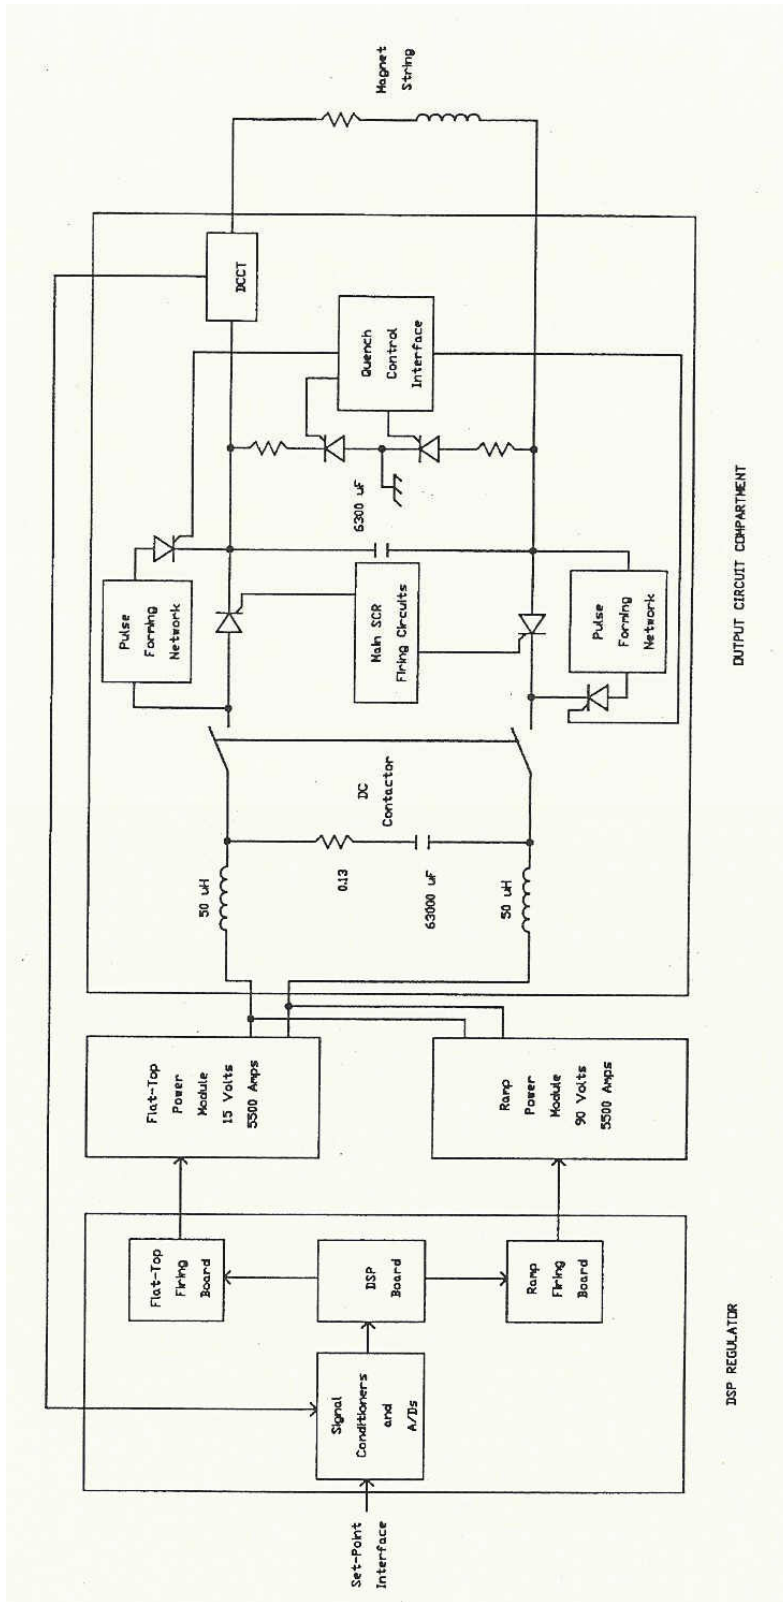 Set-Point
Interface
Signal
Conditioners
and
A/Ds
DSP
Board
Flat-Top
Firing
Board
Ramp
Firing
Board
DSP REGULATOR
Flat-Top
Power
Module
15 Volts
5500 Amps
Ramp
Power
Module
90 Volts
5500 Amps
50 uH
0.13
63000 uF
50 uH
DC
Contactor
Pulse
Forming
Network
Main SCR
Firing Circuits
Pulse
Forming
Network
6300 uF
Quench
Control
Interface
DCCT
OUTPUT CIRCUIT COMPARTMENT
Magnet
String